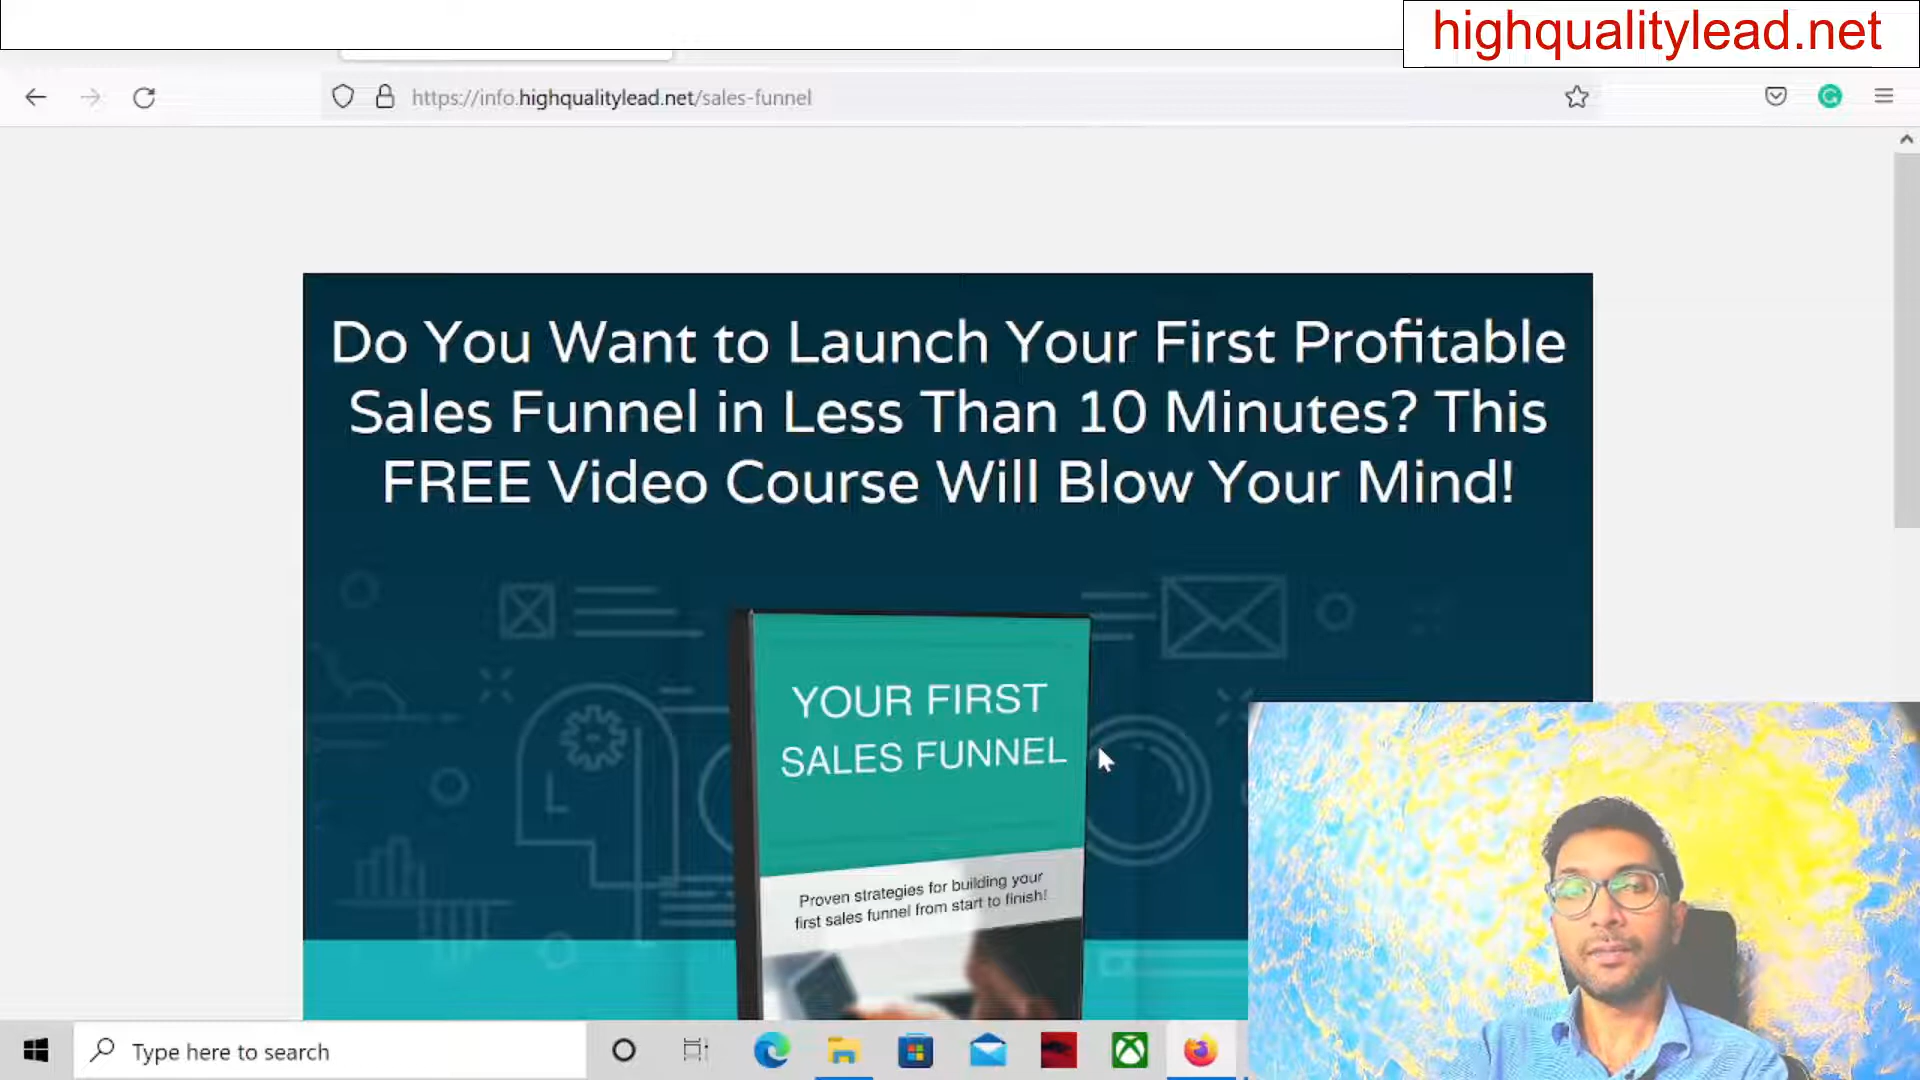 highqualitylead.net
https://info.highqualitylead.net/sales-funnel
Do You Want to Launch Your First Profitable
Sales Funnel in Less Than 10 Minutes? This
FREE Video Course Will Blow Your Mind!
YOUR FIRST
SALES FUNNEL
Proven strategies for building your
first sales funnel from start to finish!
Type here to search